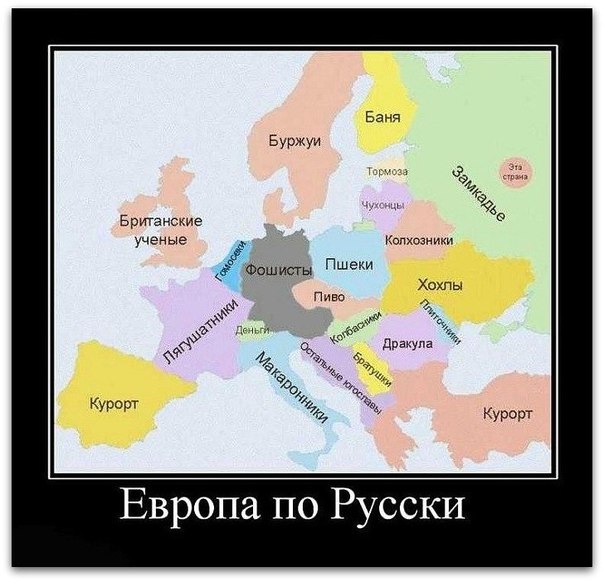 Баня
Буржуи
Тормоза
Эта
страна
Замкадье
Чухонцы
Британские
ученые
Колхозники
Гомосеки
Фошисты
Пшеки
Хохлы
Пиво
Плиточники
Лягушатники
Деньги
Колбасники
Дракула
Макаронники
Остальные югославы
Братушки
Курорт
Курорт
Европа по Русски